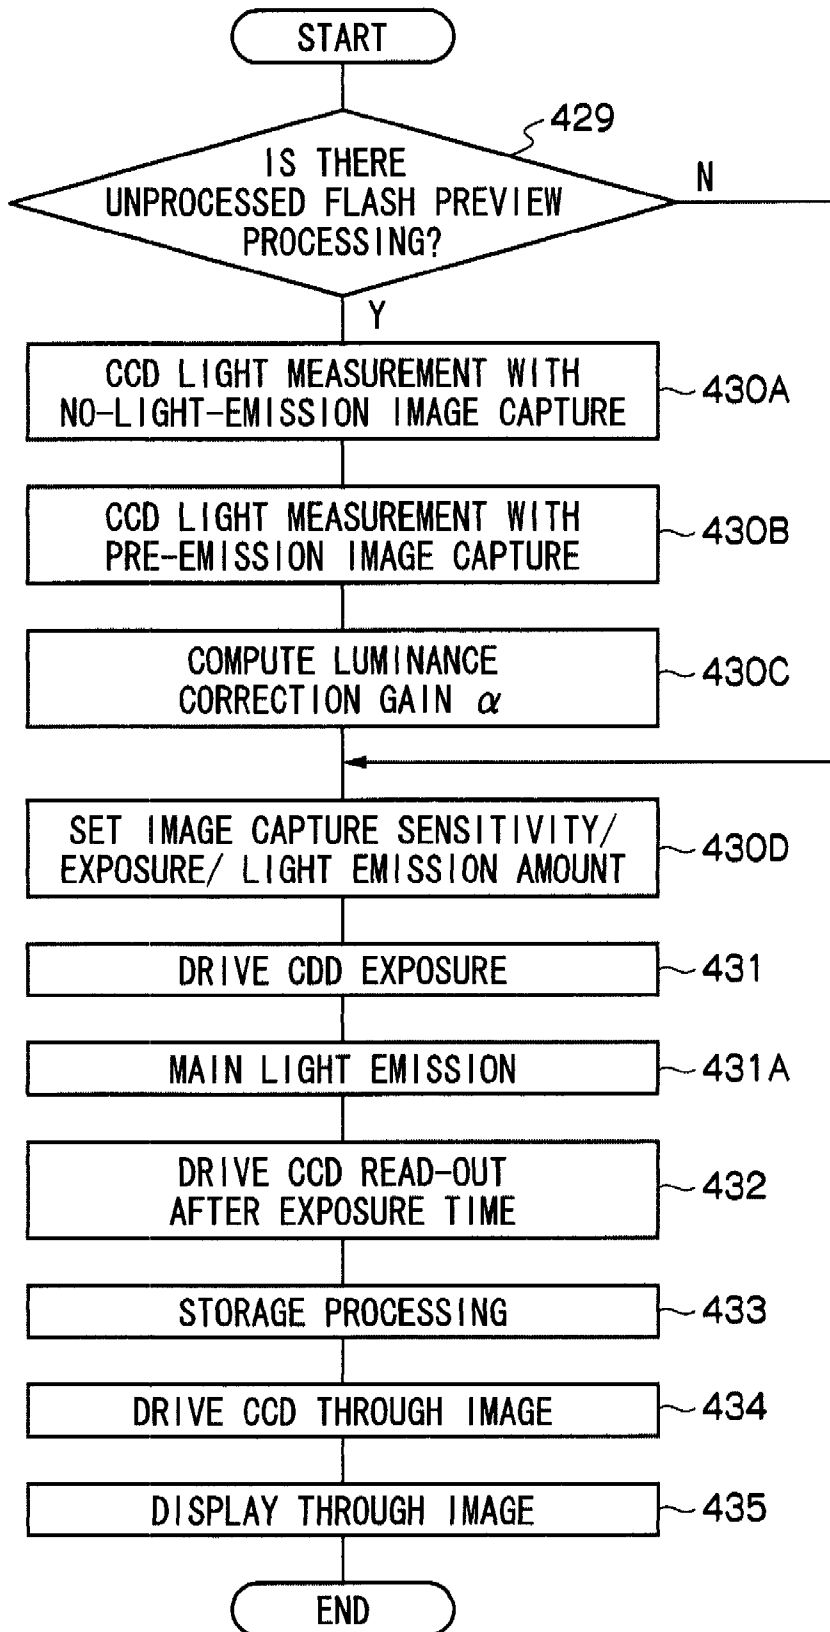 START
429
IS THERE
UNPROCESSED FLASH PREVIEW
PROCESSING?
N
Y
CCD LIGHT MEASUREMENT WITH
NO-LIGHT-EMISSION IMAGE CAPTURE
430A
CCD LIGHT MEASUREMENT WITH
PRE-EMISSION IMAGE CAPTURE
430B
COMPUTE LUMINANCE
CORRECTION GAIN α
430C
SET IMAGE CAPTURE SENSITIVITY/
EXPOSURE/ LIGHT EMISSION AMOUNT
430D
DRIVE CDD EXPOSURE
431
MAIN LIGHT EMISSION
431A
DRIVE CCD READ-OUT
AFTER EXPOSURE TIME
432
STORAGE PROCESSING
433
DRIVE CCD THROUGH IMAGE
434
DISPLAY THROUGH IMAGE
435
END